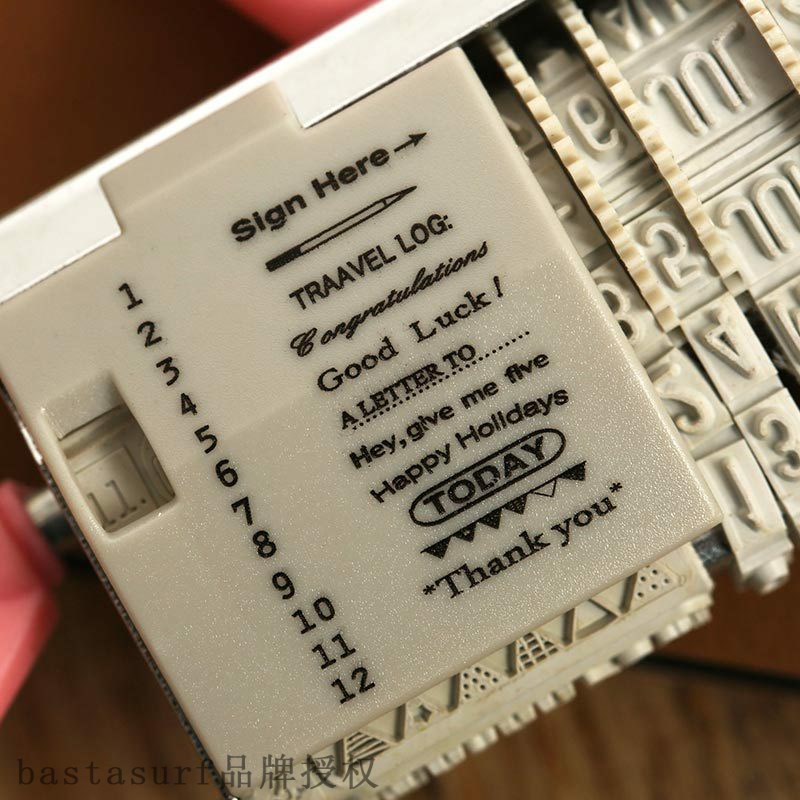 1
2
3
4
5
6
7
8
9
10
11
12
Sign Here→
TRAAVEL LOG:
Congratulations
Good Luck!
A LETTER TO.........
Hey, give me five
Happy Holidays
TODAY
*Thank you*
bastasurf品牌授权